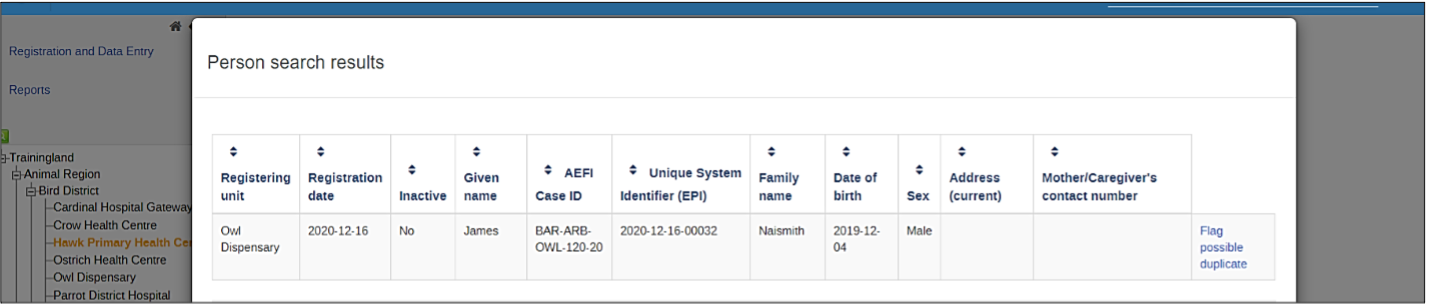 Registration and Data Entry
Reports
Trainingland
Animal Region
Bird District
Cardinal Hospital Gateway
Crow Health Centre
Hawk Primary Health Ce
Ostrich Health Centre
Owl Dispensary
Parrot District Hospital
Person search results
Registering unit
Registration date
Inactive
Given name
AEFI Case ID
Unique System Identifier (EPI)
Family name
Date of birth
Sex
Address (current)
Mother/Caregiver's contact number
Owl Dispensary
2020-12-16
No
James
BAR-ARB-OWL-120-20
2020-12-16-00032
Naismith
2019-12-04
Male
Flag possible duplicate